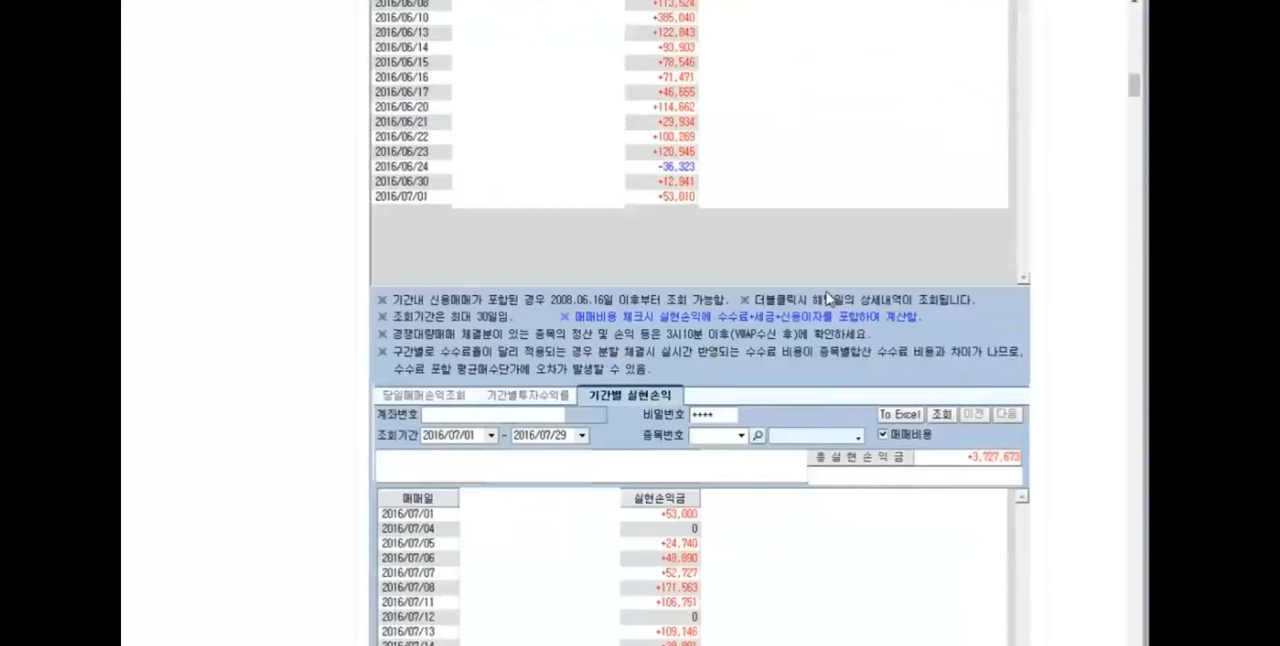 2016/06/08 +113,524
2016/06/10 +385,040
2016/06/13 +122,843
2016/06/14 +93,903
2016/06/15 +78,546
2016/06/16 +71,471
2016/06/17 +46,555
2016/06/20 +114,662
2016/06/21 +29,934
2016/06/22 +100,269
2016/06/23 +120,945
2016/06/24 -36,323
2016/06/30 +12,941
2016/07/01 +53,010
※ 기간내 신용매매가 포함된 경우 2008.06.16일 이후부터 조회 가능함. ※ 더블클릭시 해당일의 상세내역이 조회됩니다.
※ 조회기간은 최대 30일임. ※ 매매비용 체크시 실현손익에 수수료+세금+신용이자를 포함하여 계산함.
※ 경쟁대량매매 체결분이 있는 종목의 정산 및 손익 등은 3시10분 이후(VWAP수신 후)에 확인하세요.
※ 구간별로 수수료율이 달리 적용되는 경우 분할 체결시 실시간 반영되는 수수료 비용이 종목별합산 수수료 비용과 차이가 나므로,
수수료 포함 평균매수단가에 오차가 발생할 수 있음.
당일매매손익조회 기간별투자수익률 기간별 실현손익
계좌번호 비밀번호 **** To Excel 조회 이전 다음
조회기간 2016/07/01 - 2016/07/29 종목번호 매매비용
총실현손익금 +3,727,673
매매일 실현손익금
2016/07/01 +53,000
2016/07/04 0
2016/07/05 +24,740
2016/07/06 +48,690
2016/07/07 +52,727
2016/07/08 +171,563
2016/07/11 +106,751
2016/07/12 0
2016/07/13 +109,146
2016/07/14